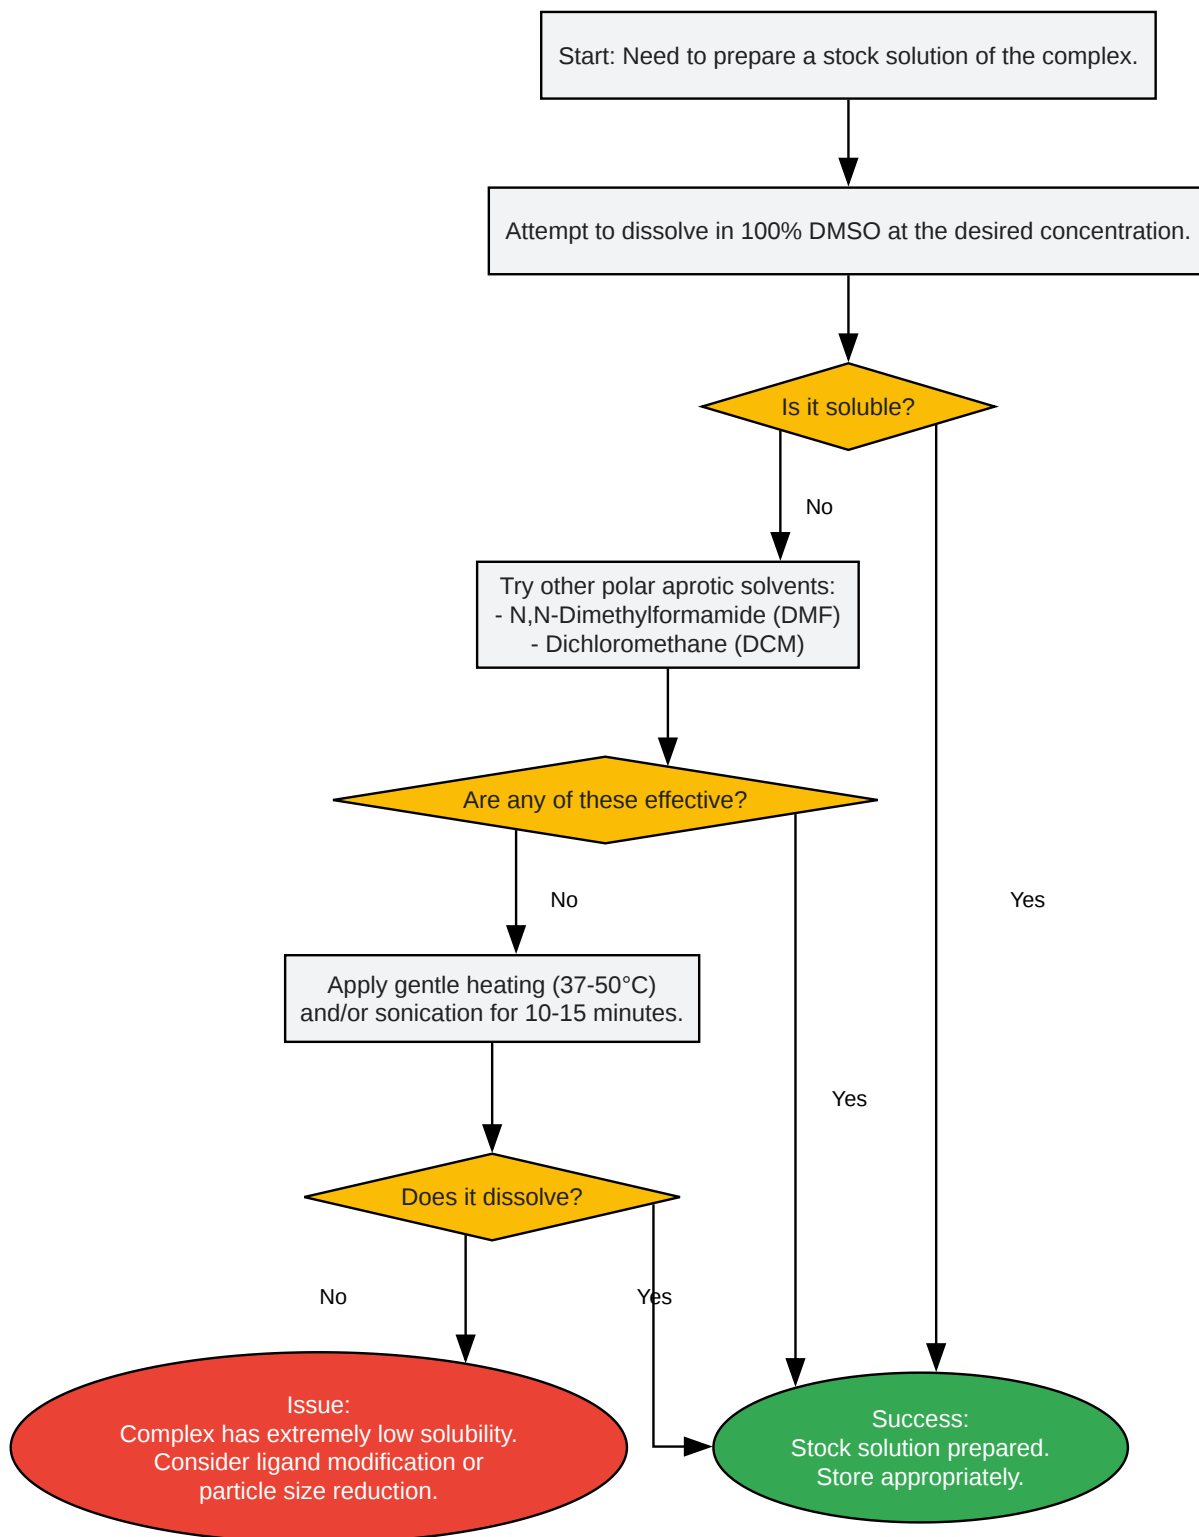 Start: Need to prepare a stock solution of the complex.
Attempt to dissolve in 100% DMSO at the desired concentration.
Is it soluble?
No
Try other polar aprotic solvents:
- N,N-Dimethylformamide (DMF)
- Dichloromethane (DCM)
Are any of these effective?
No
Yes
Apply gentle heating (37-50°C)
and/or sonication for 10-15 minutes.
Yes
Does it dissolve?
No
Yes
Issue:
Complex has extremely low solubility.
Consider ligand modification or
particle size reduction.
Success:
Stock solution prepared.
Store appropriately.